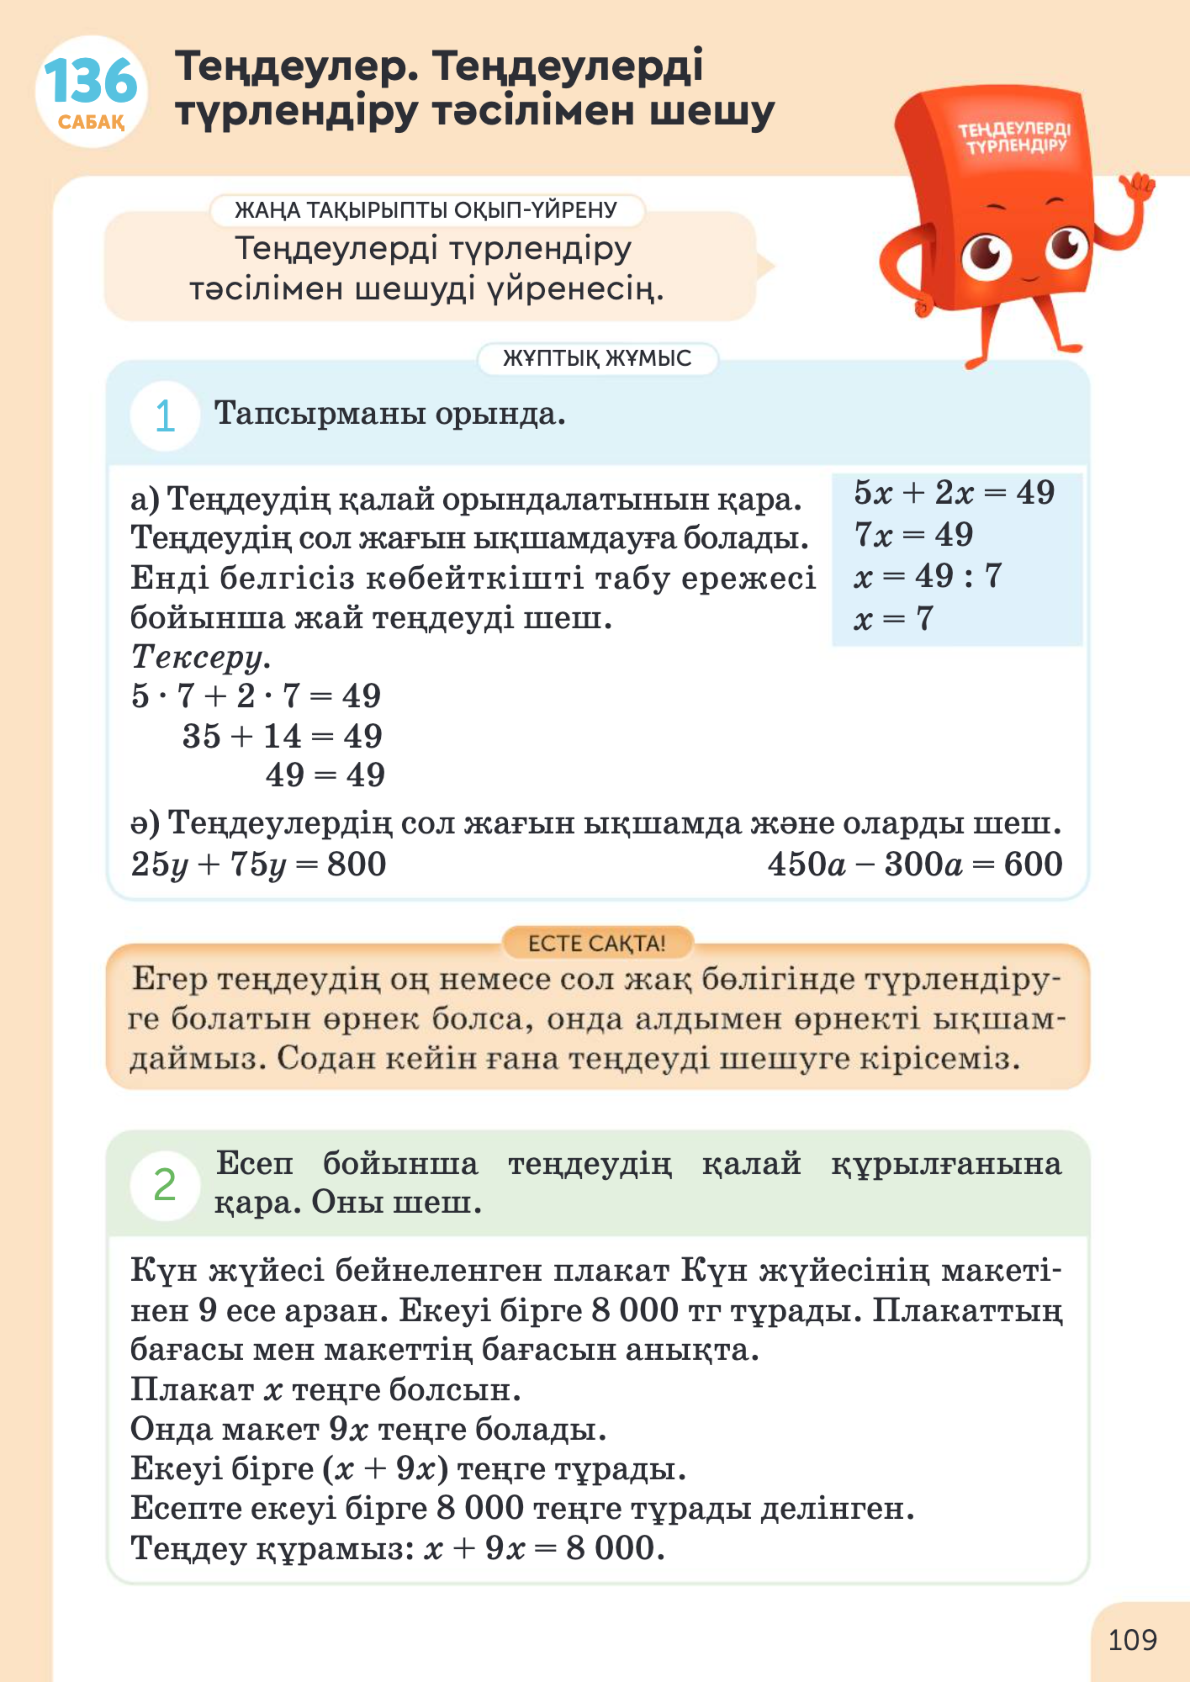 136
САБАҚ
Теңдеулер. Теңдеулерді
түрлендіру тәсілімен шешу
ТЕҢДЕУЛЕРДІ
ТҮРЛЕНДІРУ
ЖАҢА ТАҚЫРЫПТЫ ОҚЫП-ҮЙРЕНУ
Теңдеулерді түрлендіру
тәсілімен шешуді үйренесің.
ЖҰПТЫҚ ЖҰМЫС
1 Тапсырманы орында.
а) Теңдеудің қалай орындалатынын қара.
Теңдеудің сол жағын ықшамдауға болады.
Енді белгісіз көбейткішті табу ережесі
бойынша жай теңдеуді шеш.
5x + 2x = 49
7x = 49
x = 49 : 7
x = 7
Тексеру.
5 · 7 + 2 · 7 = 49
35 + 14 = 49
49 = 49
ә) Теңдеулердің сол жағын ықшамда және оларды шеш.
25y + 75y = 800 450a – 300a = 600
ЕСТЕ САҚТА!
Егер теңдеудің оң немесе сол жақ бөлігінде түрлендіру-
ге болатын өрнек болса, онда алдымен өрнекті ықшам-
даймыз. Содан кейін ғана теңдеуді шешуге кірісеміз.
2 Есеп бойынша теңдеудің қалай құрылғанына
қара. Оны шеш.
Күн жүйесі бейнеленген плакат Күн жүйесінің макеті-
нен 9 есе арзан. Екеуі бірге 8 000 тг тұрады. Плакаттың
бағасы мен макеттің бағасын анықта.
Плакат x теңге болсын.
Онда макет 9x теңге болады.
Екеуі бірге (x + 9x) теңге тұрады.
Есепте екеуі бірге 8 000 теңге тұрады делінген.
Теңдеу құрамыз: x + 9x = 8 000.
109